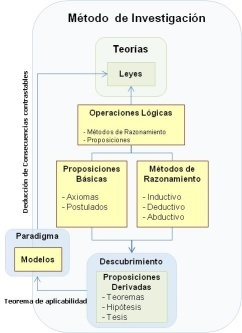 Método de Investigación
Teorías
Leyes
Deducción de Consecuencias contrastables
Operaciones Lógicas
- Métodos de Razonamiento
- Proposiciones
Proposiciones
Básicas
- Axiomas
- Postulados
Métodos de
Razonamiento
- Inductivo
- Deductivo
- Abductivo
Paradigma
Modelos
Teorema de aplicabilidad
Descubrimiento
Proposiciones
Derivadas
- Teoremas
- Hipótesis
- Tesis